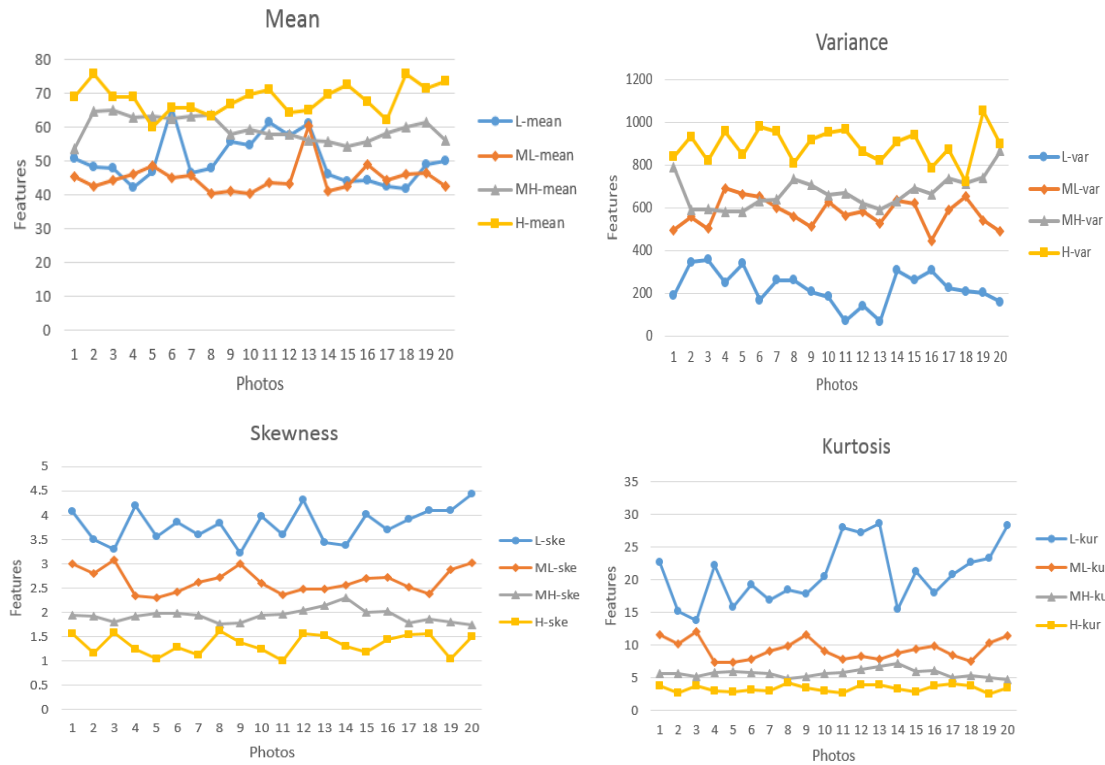 Mean
80
70
60
50
40
30
20
10
0
Features
1 2 3 4 5 6 7 8 9 10 11 12 13 14 15 16 17 18 19 20
Photos
L-mean
ML-mean
MH-mean
H-mean
Variance
1200
1000
800
600
400
200
0
Features
1 2 3 4 5 6 7 8 9 10 11 12 13 14 15 16 17 18 19 20
Photos
L-var
ML-var
MH-var
H-var
Skewness
5
4.5
4
3.5
3
2.5
2
1.5
1
0.5
0
Features
1 2 3 4 5 6 7 8 9 10 11 12 13 14 15 16 17 18 19 20
Photos
L-ske
ML-ske
MH-ske
H-ske
Kurtosis
35
30
25
20
15
10
5
0
Features
1 2 3 4 5 6 7 8 9 10 11 12 13 14 15 16 17 18 19 20
Photos
L-kur
ML-ku
MH-ku
H-kur